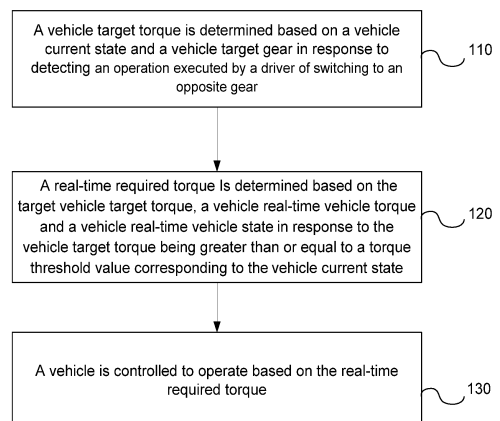 A vehicle target torque is determined based on a vehicle
current state and a vehicle target gear in response to
detecting an operation executed by a driver of switching to an
opposite gear
110
A real-time required torque Is determined based on the
target vehicle target torque, a vehicle real-time vehicle torque
and a vehicle real-time vehicle state in response to the
vehicle target torque being greater than or equal to a torque
threshold value corresponding to the vehicle current state
120
A vehicle is controlled to operate based on the real-time
required torque
130